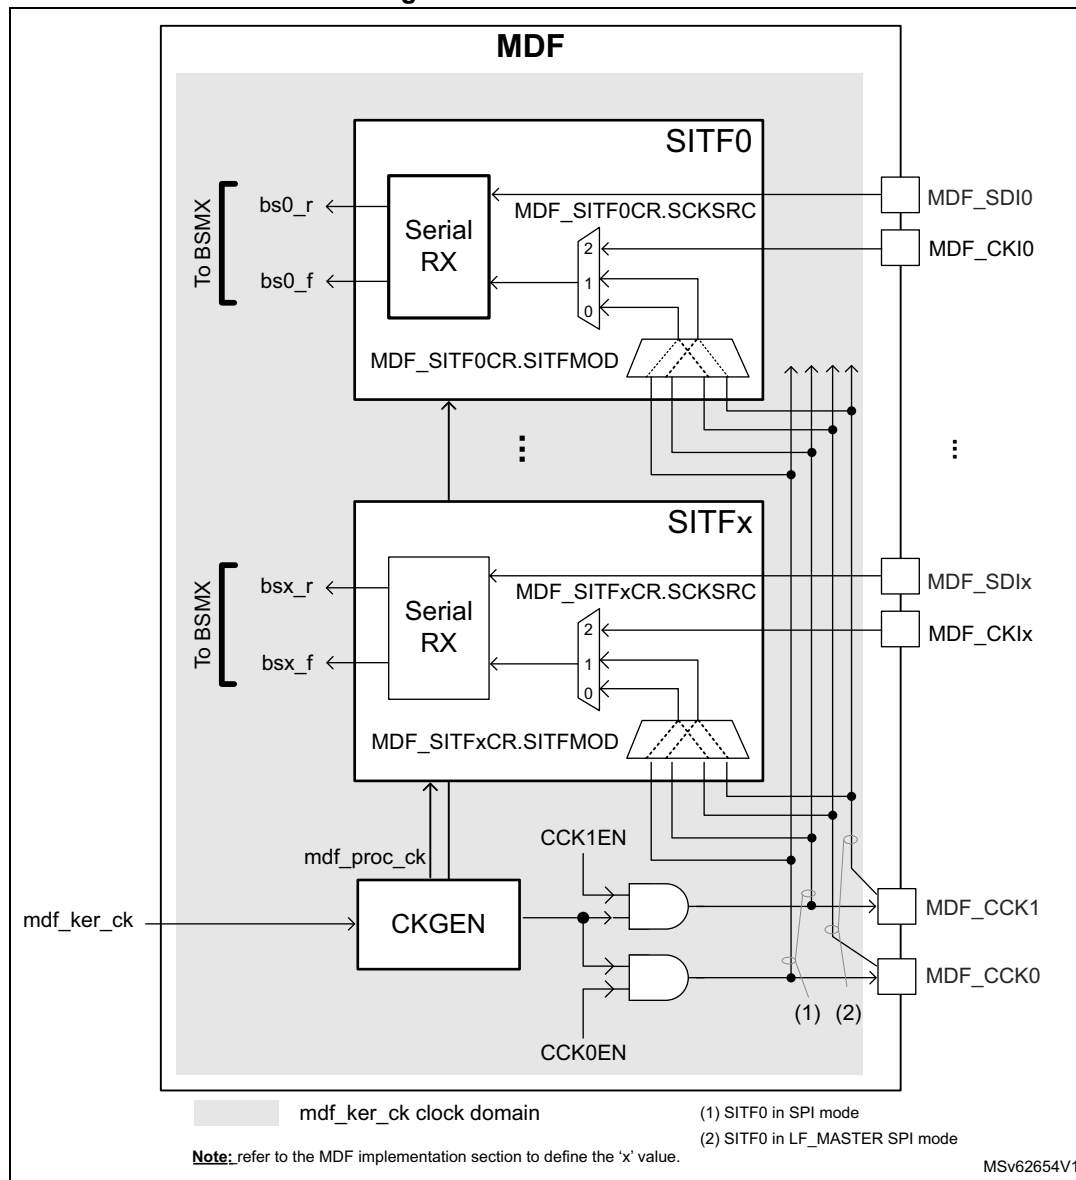 MDF
SITF0
To BSMX
bs0_r
bs0_f
Serial
RX
MDF_SITF0CR.SCKSRC
2
1
0
MDF_SITF0CR.SITFMOD
MDF_SDI0
MDF_CKI0
...
...
SITFx
To BSMX
bsx_r
bsx_f
Serial
RX
MDF_SITFxCR.SCKSRC
2
1
0
MDF_SITFxCR.SITFMOD
MDF_SDIx
MDF_CKIx
mdf_proc_ck
mdf_ker_ck
CKGEN
CCK1EN
CCK0EN
MDF_CCK1
MDF_CCK0
(1) (2)
mdf_ker_ck clock domain
(1) SITF0 in SPI mode
(2) SITF0 in LF_MASTER SPI mode
Note: refer to the MDF implementation section to define the ‘x’ value.
MSv62654V1